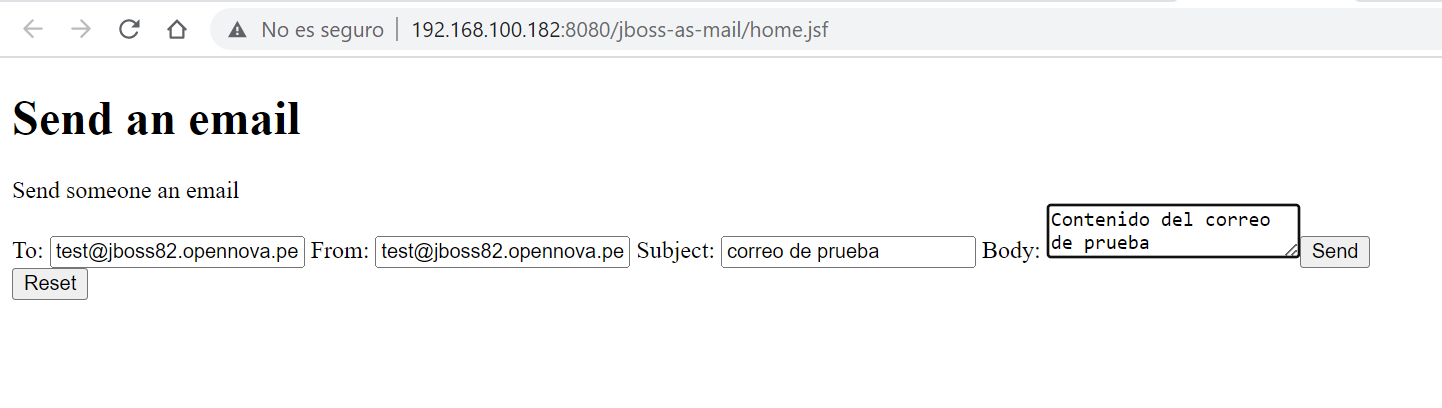 No es seguro | 192.168.100.182:8080/jboss-as-mail/home.jsf
Send an email
Send someone an email
To: test@jboss82.opennova.pe From: test@jboss82.opennova.pe Subject: correo de prueba Body: Contenido del correo
de prueba Send
Reset